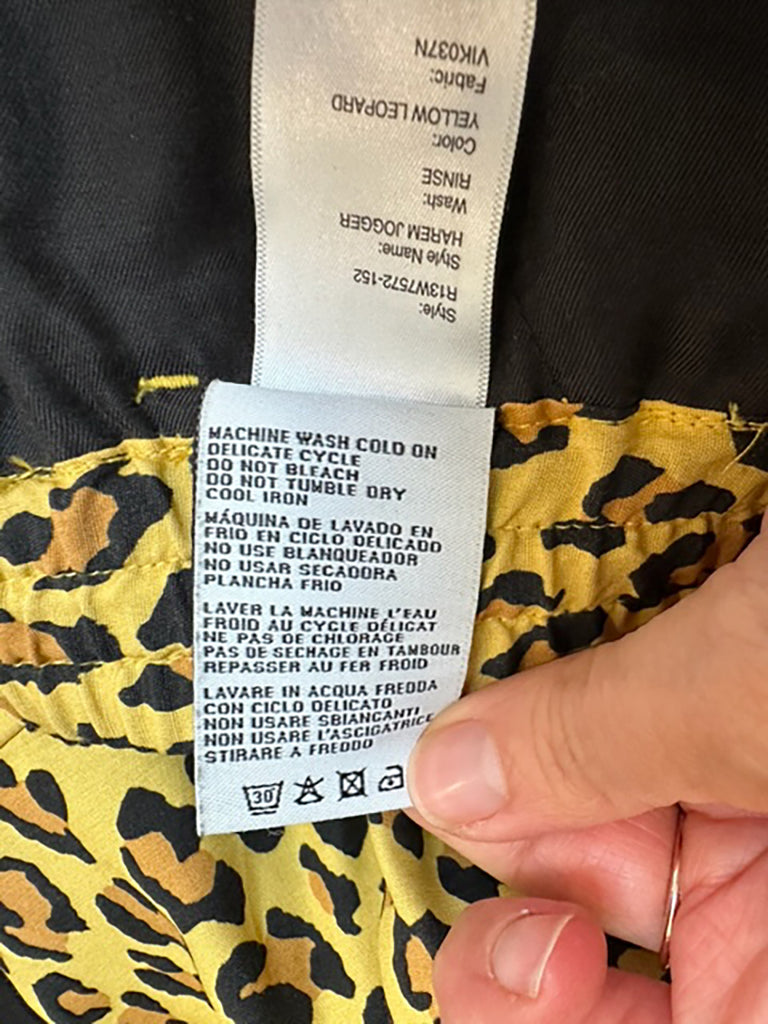 Style:
R13W7572-152
Style Name:
HAREM JOGGER
Wash:
RINSE
Color:
YELLOW LEOPARD
Fabric:
VIK037N
MACHINE WASH COLD ON
DELICATE CYCLE
DO NOT BLEACH
DO NOT TUMBLE DRY
COOL IRON
MÁQUINA DE LAVADO EN
FRIO EN CICLO DELICADO
NO USE BLANQUEADOR
NO USAR SECADORA
PLANCHA FRIO
LAVER LA MACHINE L'EAU
FROID AU CYCLE DÉLICAT
NE PAS DE CHLORAGE
PAS DE SECHAGE EN TAMBOUR
REPASSER AU FER FROID
LAVARE IN ACQUA FREDDA
CON CICLO DELICATO
NON USARE SBIANCANTI
NON USARE L'ASCIGATRICE
STIRARE A FREDDO
30°